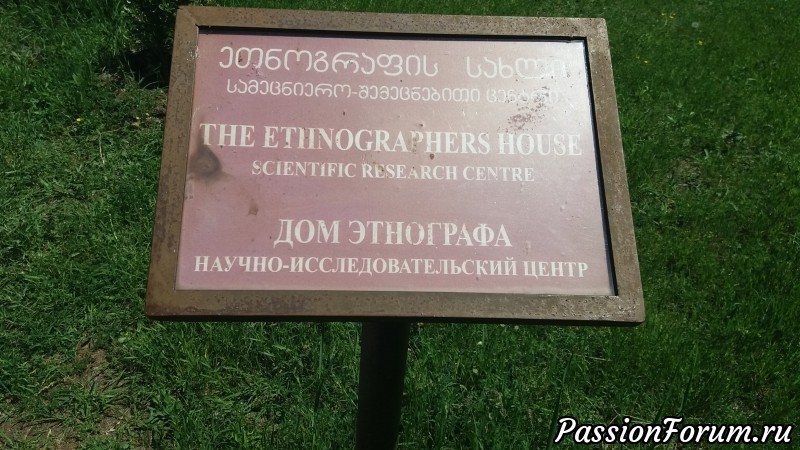 ეთნოგრაფის სახლი
სამეცნიერო-შემეცნებითი ცენტრი
THE ETHNOGRAPHERS HOUSE
SCIENTIFIC RESEARCH CENTRE
ДОМ ЭТНОГРАФА
НАУЧНО-ИССЛЕДОВАТЕЛЬСКИЙ ЦЕНТР
PassionForum.ru